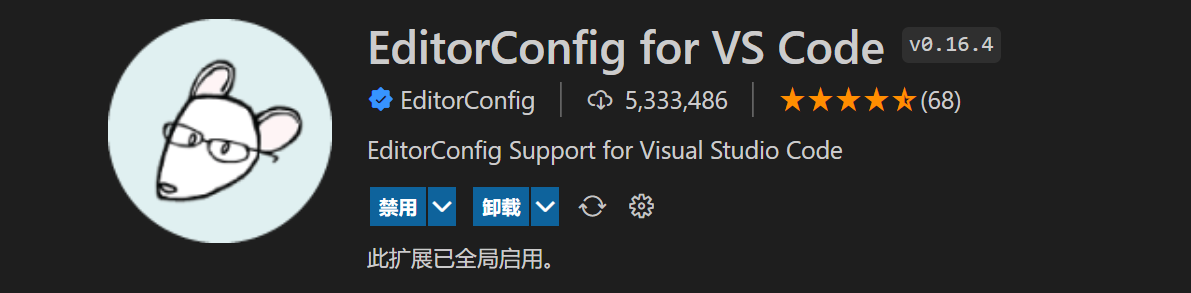 EditorConfig for VS Code v0.16.4
EditorConfig 5,333,486 (68)
EditorConfig Support for Visual Studio Code
禁用 卸载
此扩展已全局启用。